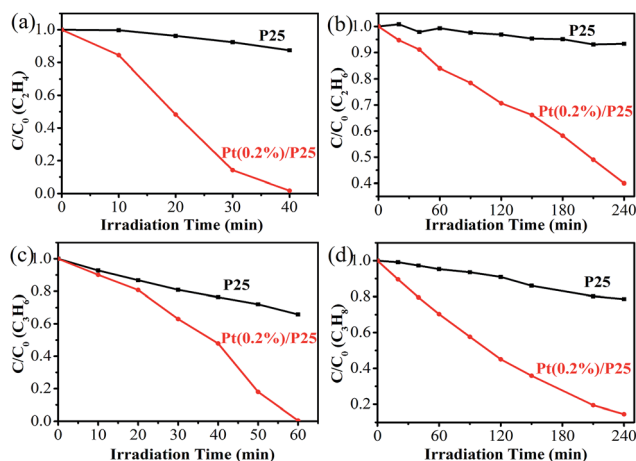 (a)
P25
Pt(0.2%)/P25
C/C₀ (C₂H₄)
1.0
0.8
0.6
0.4
0.2
0.0
0 10 20 30 40
Irradiation Time (min)
(b)
P25
Pt(0.2%)/P25
C/C₀ (C₂H₆)
1.0
0.9
0.8
0.7
0.6
0.5
0.4
0 60 120 180 240
Irradiation Time (min)
(c)
P25
Pt(0.2%)/P25
C/C₀ (C₃H₆)
1.0
0.8
0.6
0.4
0.2
0.0
0 10 20 30 40 50 60
Irradiation Time (min)
(d)
P25
Pt(0.2%)/P25
C/C₀ (C₃H₈)
1.0
0.8
0.6
0.4
0.2
0 60 120 180 240
Irradiation Time (min)